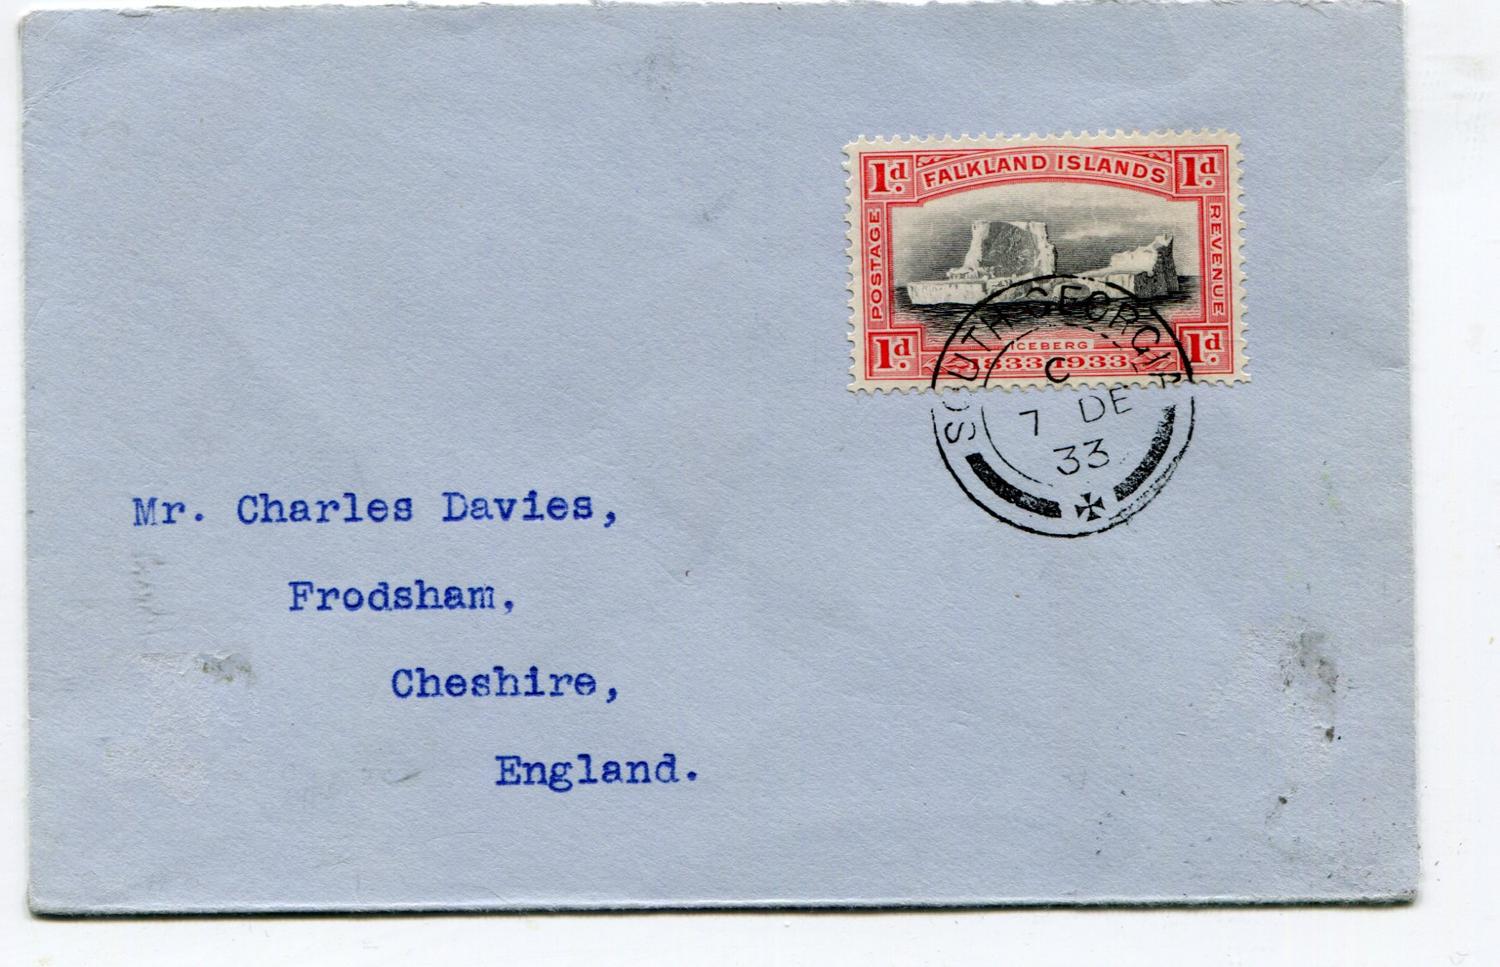 1d. FALKLAND ISLANDS 1d.
POSTAGE
REVENUE
ICEBERG
1d. 1833 1933 1d.
SOUTH GEORGIA
C
7 DE
33
Mr. Charles Davies,
Frodsham,
Cheshire,
England.